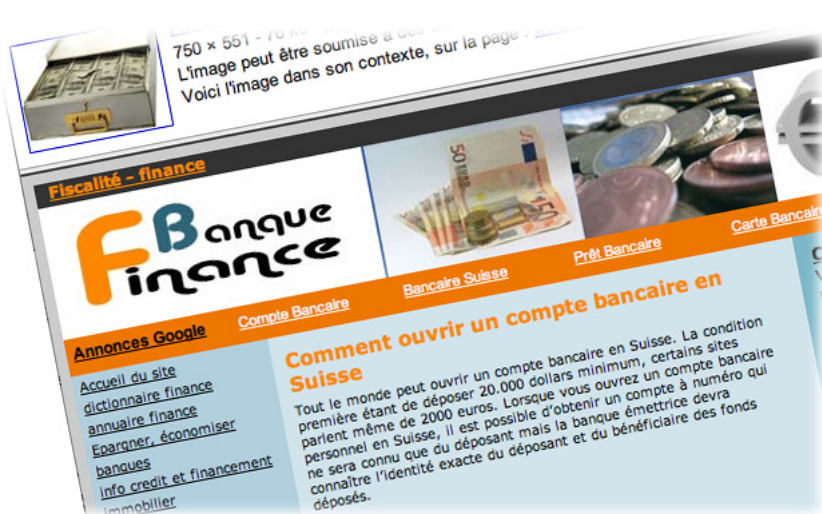 750 × 551 - 76 ko
L'image peut être soumise à des
Voici l'image dans son contexte, sur la page :
Fiscalité - finance
Banque
Finance
50 EURO
50
Compte Bancaire
Bancaire Suisse
Prêt Bancaire
Carte Bancaire
Annonces Google
Accueil du site
dictionnaire finance
annuaire finance
Epargner, économiser
banques
info credit et financement
immobilier
Comment ouvrir un compte bancaire en
Suisse
Tout le monde peut ouvrir un compte bancaire en Suisse. La condition
première étant de déposer 20.000 dollars minimum, certains sites
parlent même de 2000 euros. Lorsque vous ouvrez un compte bancaire
personnel en Suisse, il est possible d'obtenir un compte à numéro qui
ne sera connu que du déposant mais la banque émettrice devra
connaître l'identité exacte du déposant et du bénéficiaire des fonds
déposés.